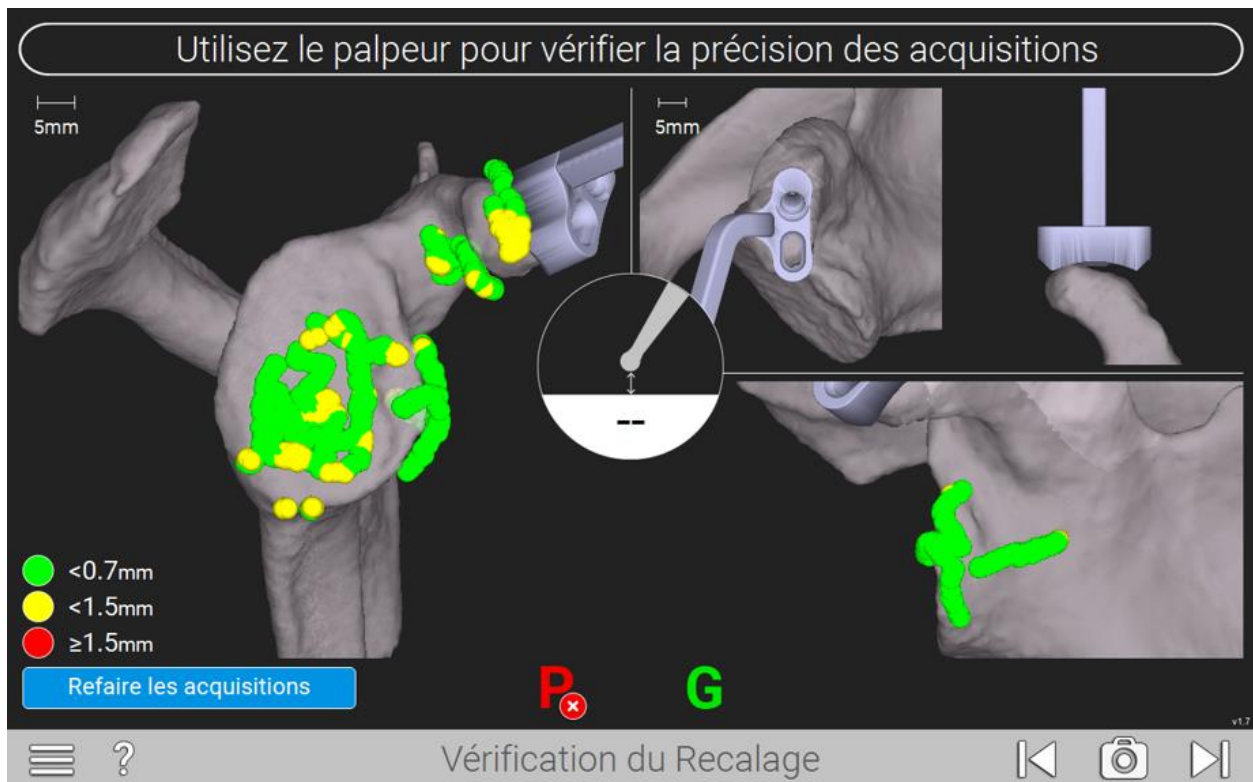 Utilisez le palpeur pour vérifier la précision des acquisitions
5mm
5mm
--
<0.7mm
<1.5mm
≥1.5mm
Refaire les acquisitions
P
G
v1.7
?
Vérification du Recalage